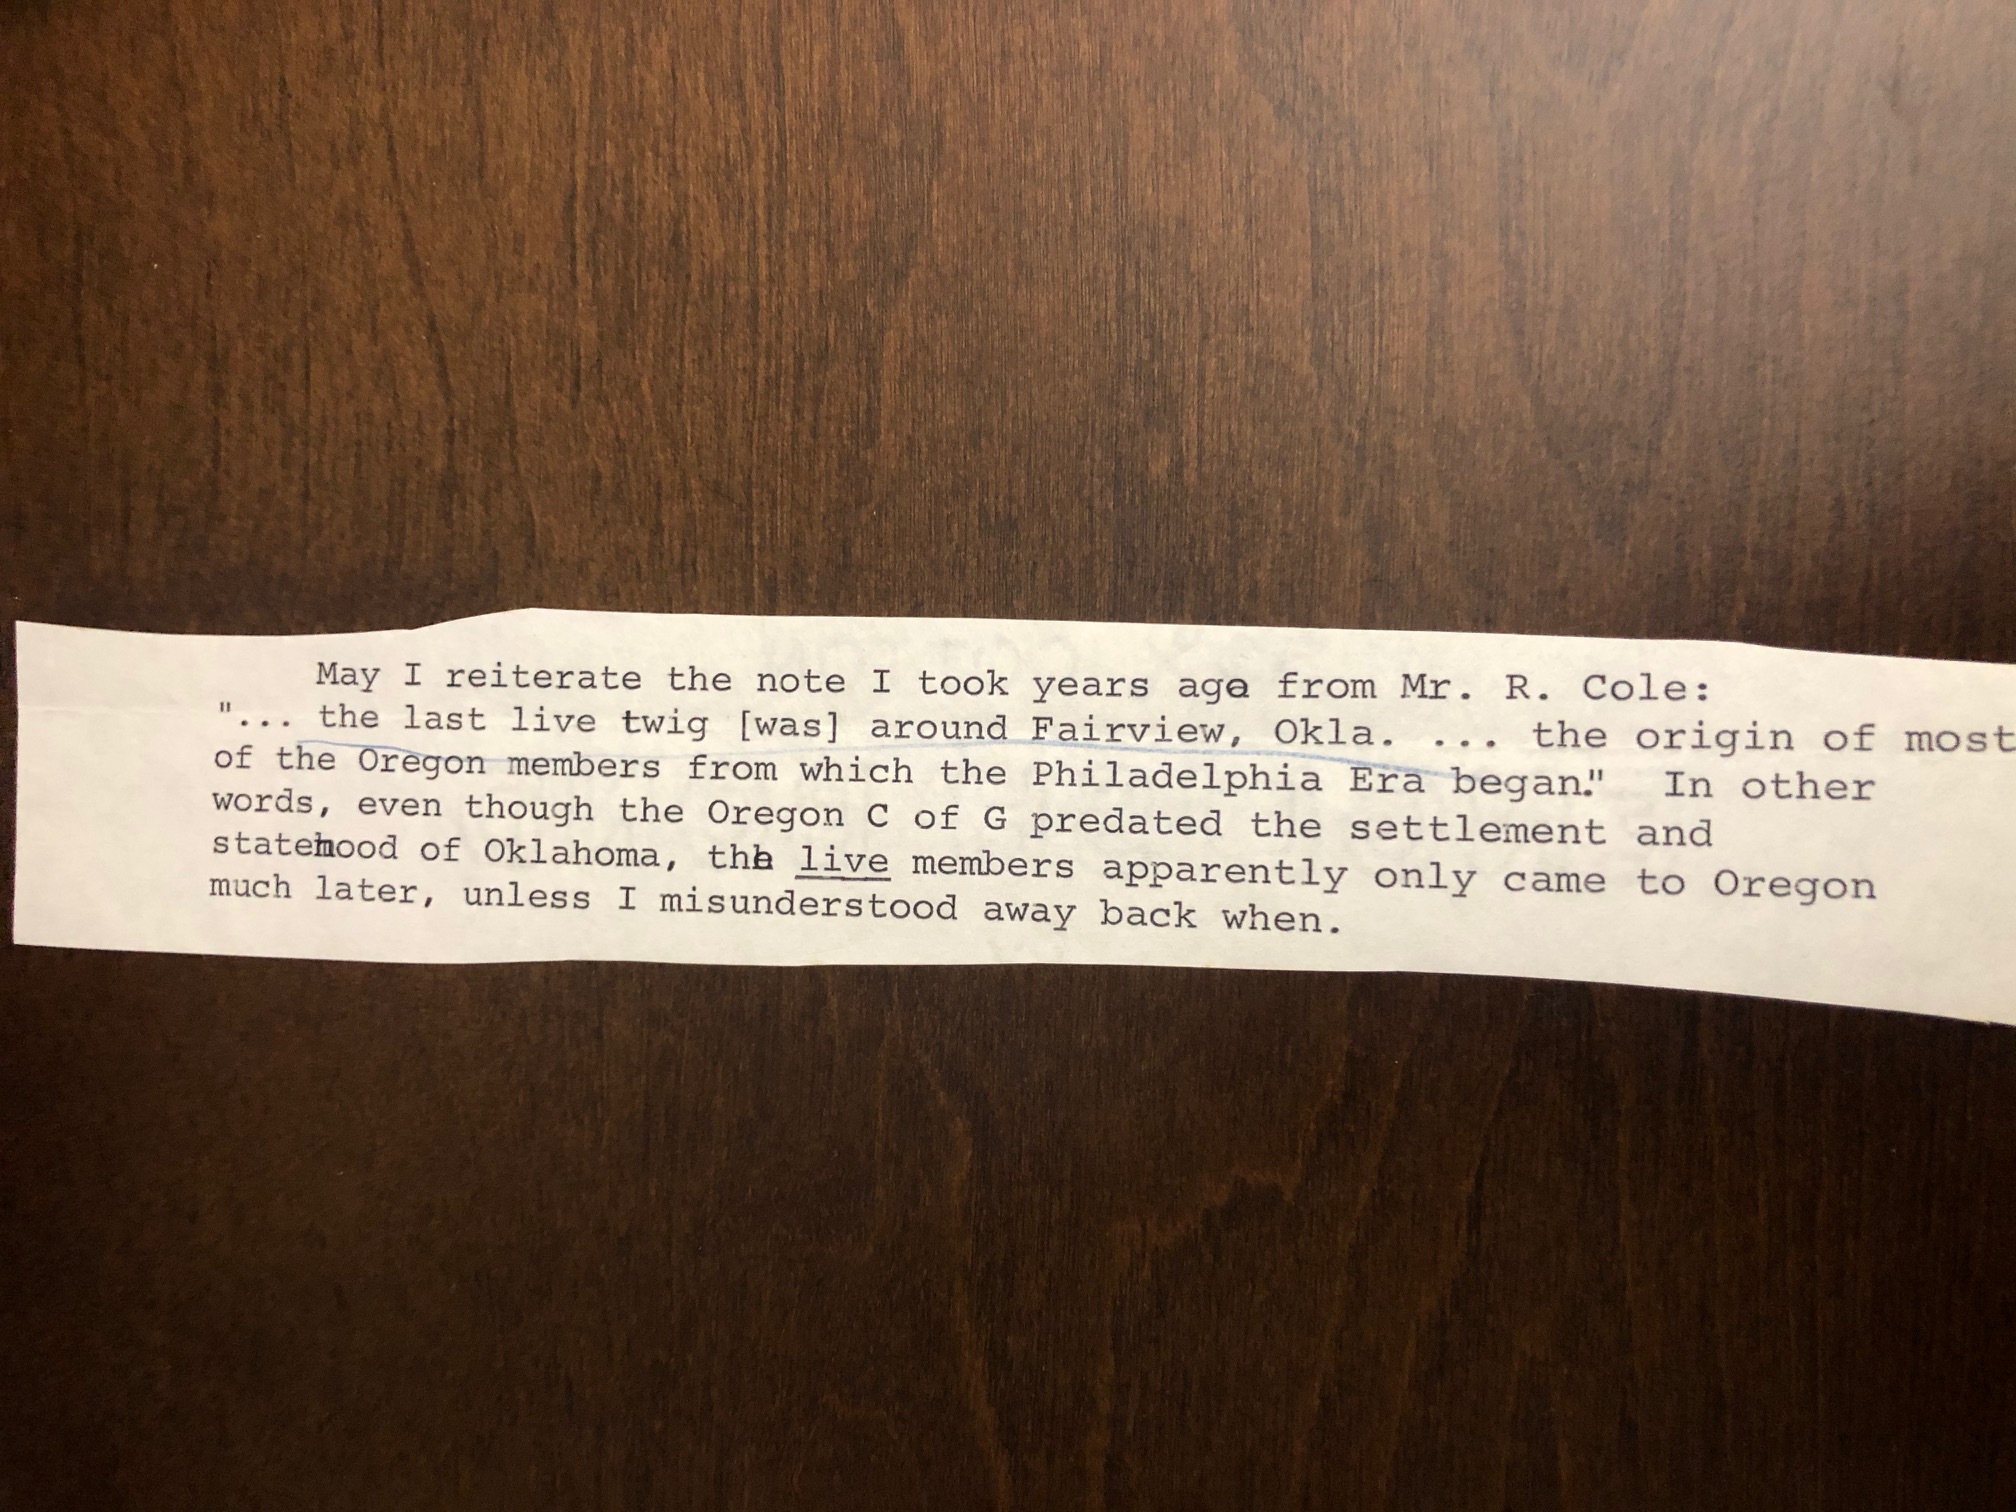 May I reiterate the note I took years ago from Mr. R. Cole:
"... the last live twig [was] around Fairview, Okla. ... the origin of most
of the Oregon members from which the Philadelphia Era began." In other
words, even though the Oregon C of G predated the settlement and
statehood of Oklahoma, the live members apparently only came to Oregon
much later, unless I misunderstood away back when.